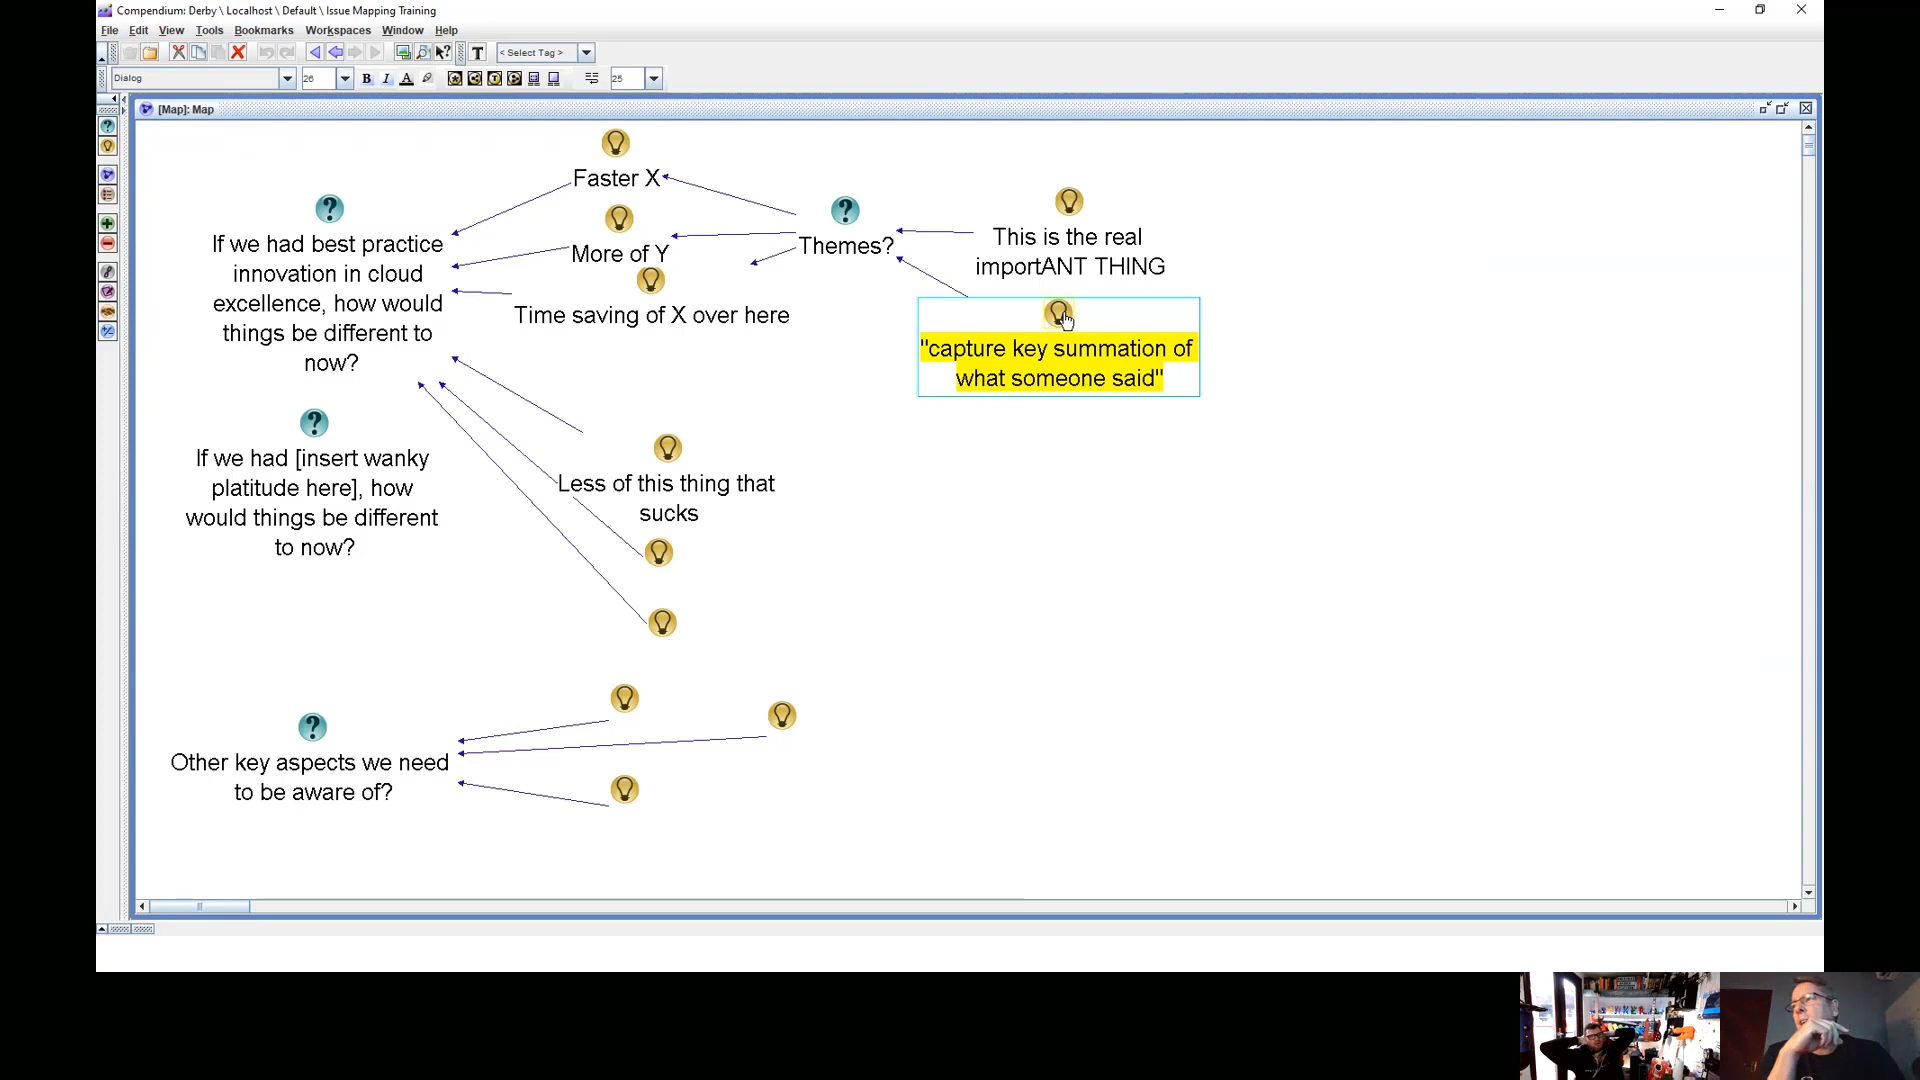 Compendium: Derby \ Localhost \ Default \ Issue Mapping Training
File Edit View Tools Bookmarks Workspaces Window Help
T < Select Tag >
Dialog 26 B I A 25
[Map]: Map
Faster X
More of Y
Time saving of X over here
If we had best practice
innovation in cloud
excellence, how would
things be different to
now?
Themes?
This is the real
importANT THING
"capture key summation of
what someone said"
If we had [insert wanky
platitude here], how
would things be different
to now?
Less of this thing that
sucks
Other key aspects we need
to be aware of?